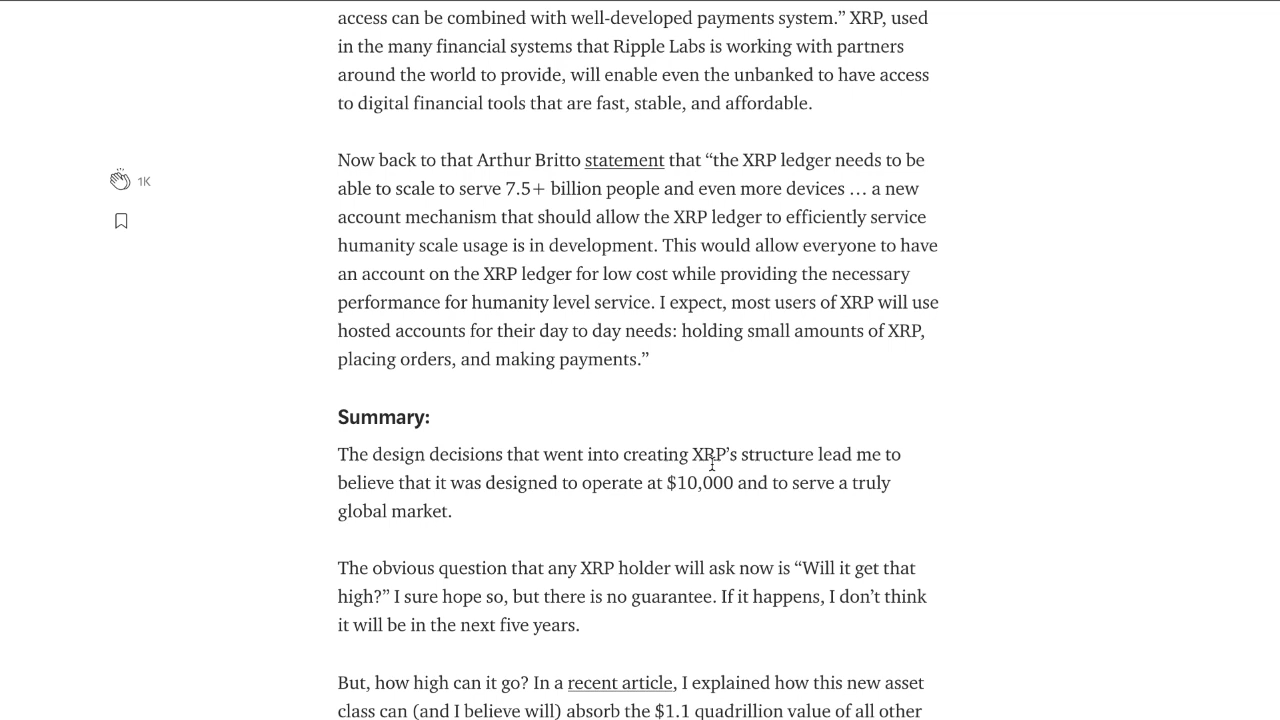 access can be combined with well-developed payments system.” XRP, used
in the many financial systems that Ripple Labs is working with partners
around the world to provide, will enable even the unbanked to have access
to digital financial tools that are fast, stable, and affordable.
Now back to that Arthur Britto statement that “the XRP ledger needs to be
able to scale to serve 7.5+ billion people and even more devices … a new
account mechanism that should allow the XRP ledger to efficiently service
humanity scale usage is in development. This would allow everyone to have
an account on the XRP ledger for low cost while providing the necessary
performance for humanity level service. I expect, most users of XRP will use
hosted accounts for their day to day needs: holding small amounts of XRP,
placing orders, and making payments.”
1K
Summary:
The design decisions that went into creating XRP’s structure lead me to
believe that it was designed to operate at $10,000 and to serve a truly
global market.
The obvious question that any XRP holder will ask now is “Will it get that
high?” I sure hope so, but there is no guarantee. If it happens, I don’t think
it will be in the next five years.
But, how high can it go? In a recent article, I explained how this new asset
class can (and I believe will) absorb the $1.1 quadrillion value of all other